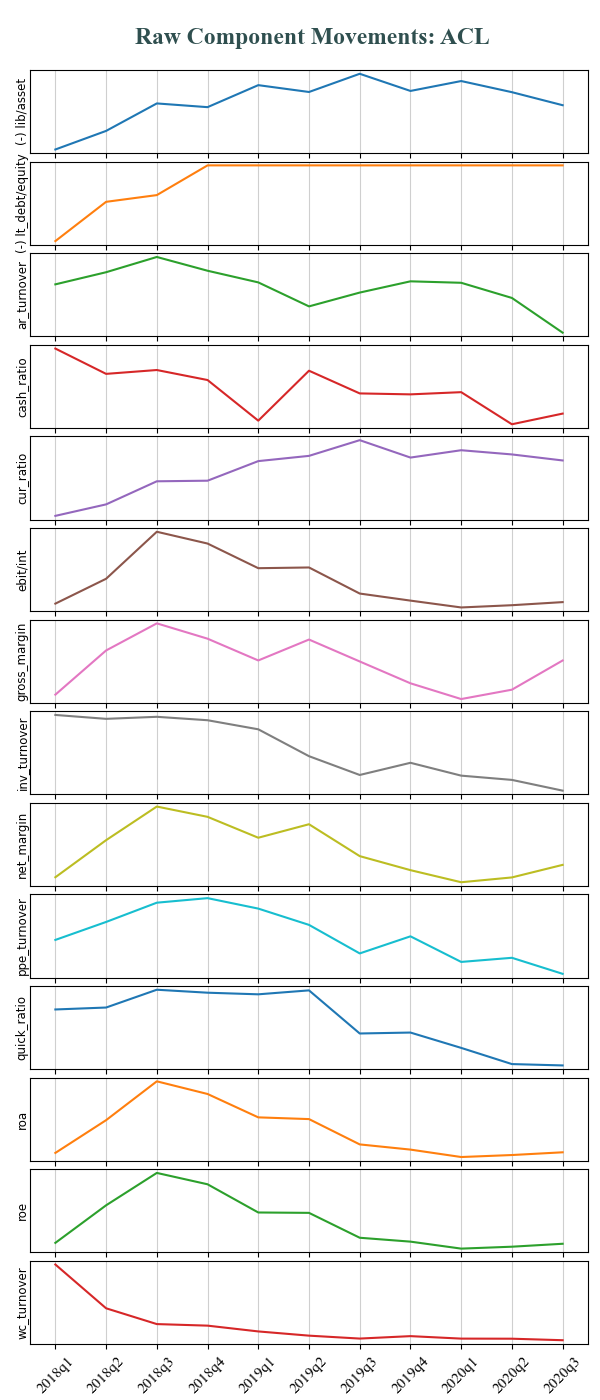 Raw Component Movements: ACL
(-) lib/asset
(-) lt_debt/equity
ar_turnover
cash_ratio
cur_ratio
ebit/int
gross_margin
inv_turnover
net_margin
ppe_turnover
quick_ratio
roa
roe
wc_turnover
2018q1 2018q2 2018q3 2018q4 2019q1 2019q2 2019q3 2019q4 2020q1 2020q2 2020q3